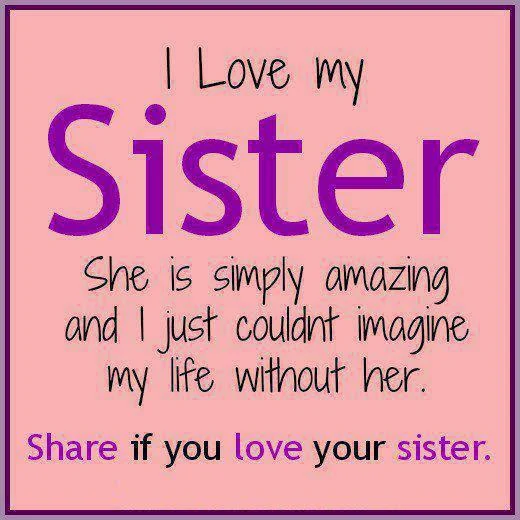 I Love my
Sister
She is simply amazing
and I just couldnt imagine
my life without her.
Share if you love your sister.